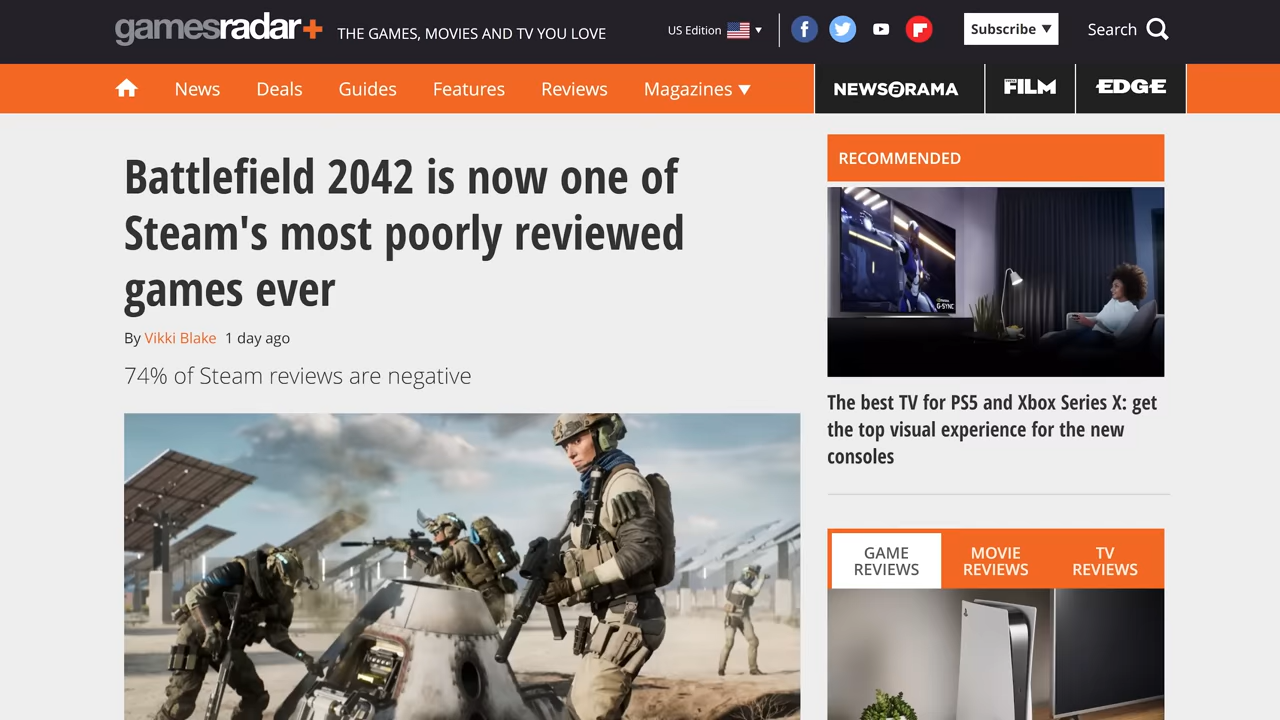 gamesradar+ THE GAMES, MOVIES AND TV YOU LOVE
US Edition
Subscribe
Search
News Deals Guides Features Reviews Magazines
NEWSARAMA
TOTAL FILM
EDGE
Battlefield 2042 is now one of
Steam's most poorly reviewed
games ever
By Vikki Blake 1 day ago
74% of Steam reviews are negative
RECOMMENDED
G-SYNC
The best TV for PS5 and Xbox Series X: get
the top visual experience for the new
consoles
GAME
REVIEWS
MOVIE
REVIEWS
TV
REVIEWS